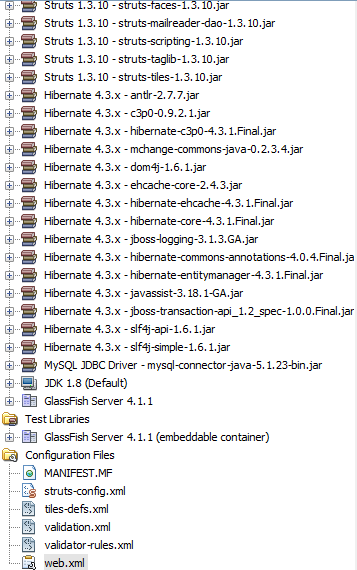 Struts 1.3.10 - struts-faces-1.3.10.jar
Struts 1.3.10 - struts-mailreader-dao-1.3.10.jar
Struts 1.3.10 - struts-scripting-1.3.10.jar
Struts 1.3.10 - struts-taglib-1.3.10.jar
Struts 1.3.10 - struts-tiles-1.3.10.jar
Hibernate 4.3.x - antlr-2.7.7.jar
Hibernate 4.3.x - c3p0-0.9.2.1.jar
Hibernate 4.3.x - hibernate-c3p0-4.3.1.Final.jar
Hibernate 4.3.x - mchange-commons-java-0.2.3.4.jar
Hibernate 4.3.x - dom4j-1.6.1.jar
Hibernate 4.3.x - ehcache-core-2.4.3.jar
Hibernate 4.3.x - hibernate-ehcache-4.3.1.Final.jar
Hibernate 4.3.x - hibernate-core-4.3.1.Final.jar
Hibernate 4.3.x - jboss-logging-3.1.3.GA.jar
Hibernate 4.3.x - hibernate-commons-annotations-4.0.4.Final.ja
Hibernate 4.3.x - hibernate-entitymanager-4.3.1.Final.jar
Hibernate 4.3.x - javassist-3.18.1-GA.jar
Hibernate 4.3.x - jboss-transaction-api_1.2_spec-1.0.0.Final.jar
Hibernate 4.3.x - slf4j-api-1.6.1.jar
Hibernate 4.3.x - slf4j-simple-1.6.1.jar
MySQL JDBC Driver - mysql-connector-java-5.1.23-bin.jar
JDK 1.8 (Default)
GlassFish Server 4.1.1
Test Libraries
GlassFish Server 4.1.1 (embeddable container)
Configuration Files
MANIFEST.MF
struts-config.xml
tiles-defs.xml
validation.xml
validator-rules.xml
web.xml